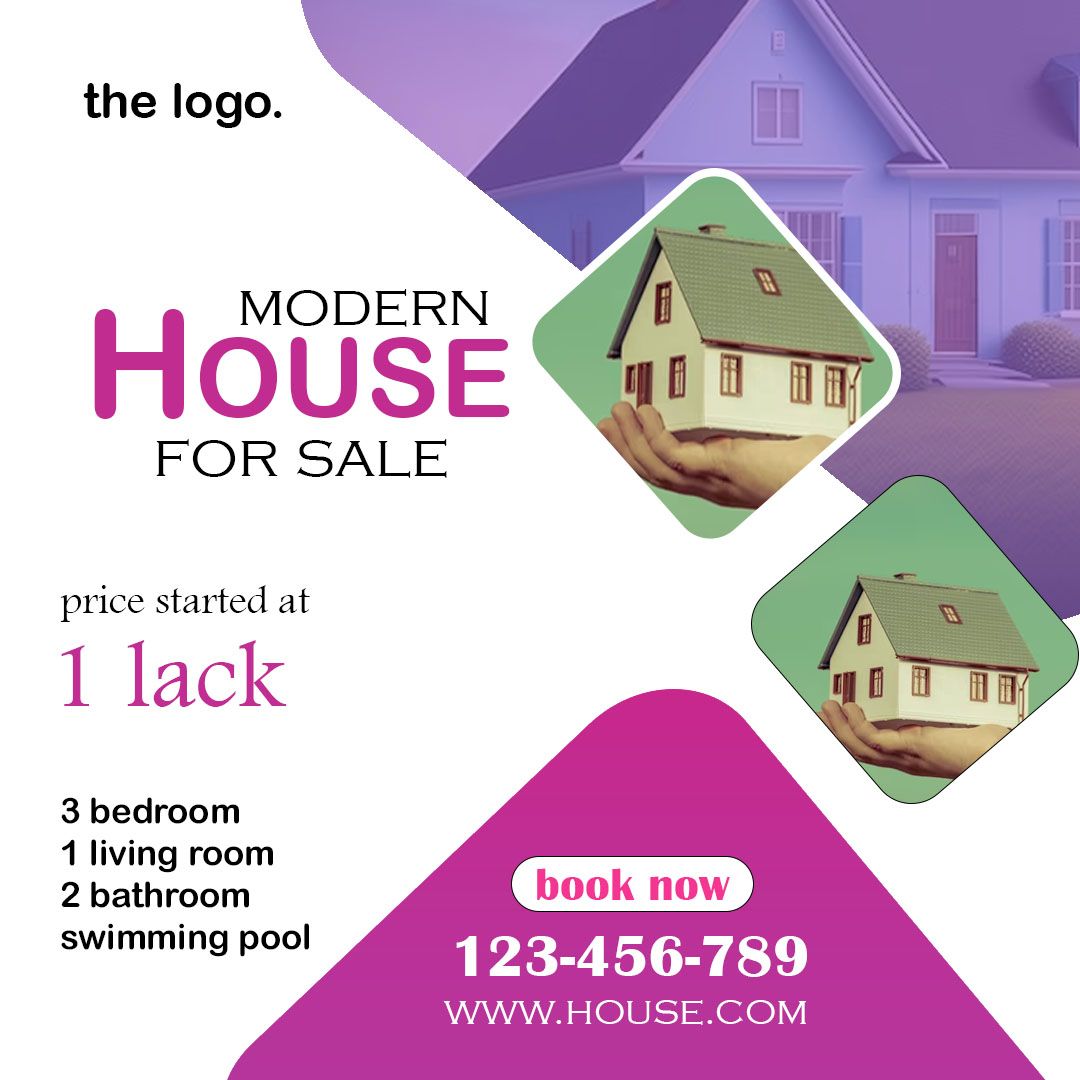 the logo.
MODERN
HOUSE
FOR SALE
price started at
1 lack
3 bedroom
1 living room
2 bathroom
swimming pool
book now
123-456-789
WWW.HOUSE.COM